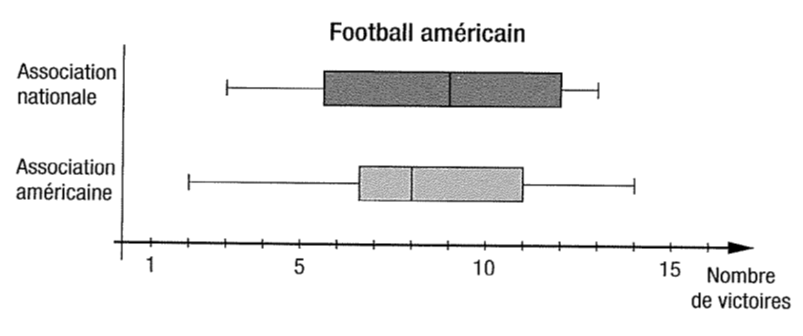 Football américain
Association
nationale
Association
américaine
1 5 10 15
Nombre
de victoires